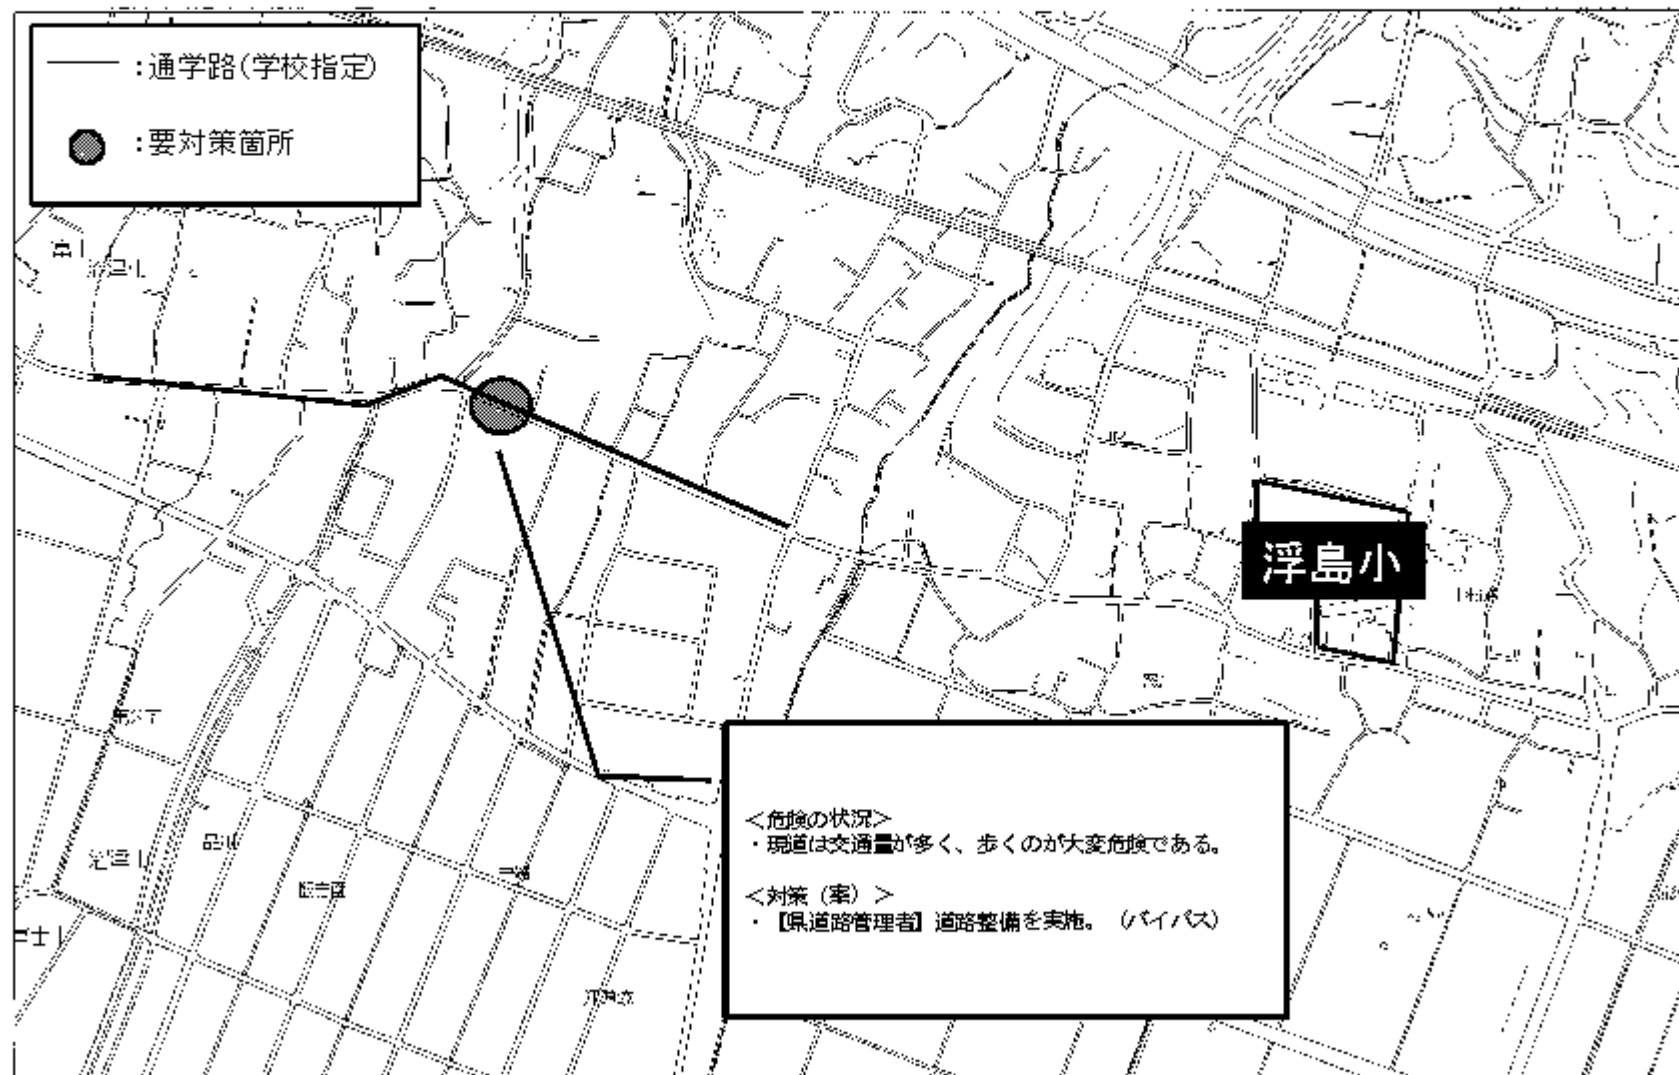 :通学路(学校指定)
:要対策箇所
浮島小
＜危険の状況＞
・現道は交通量が多く、歩くのが大変危険である。
＜対策（案）＞
・【県道路管理者】道路整備を実施。（バイパス）